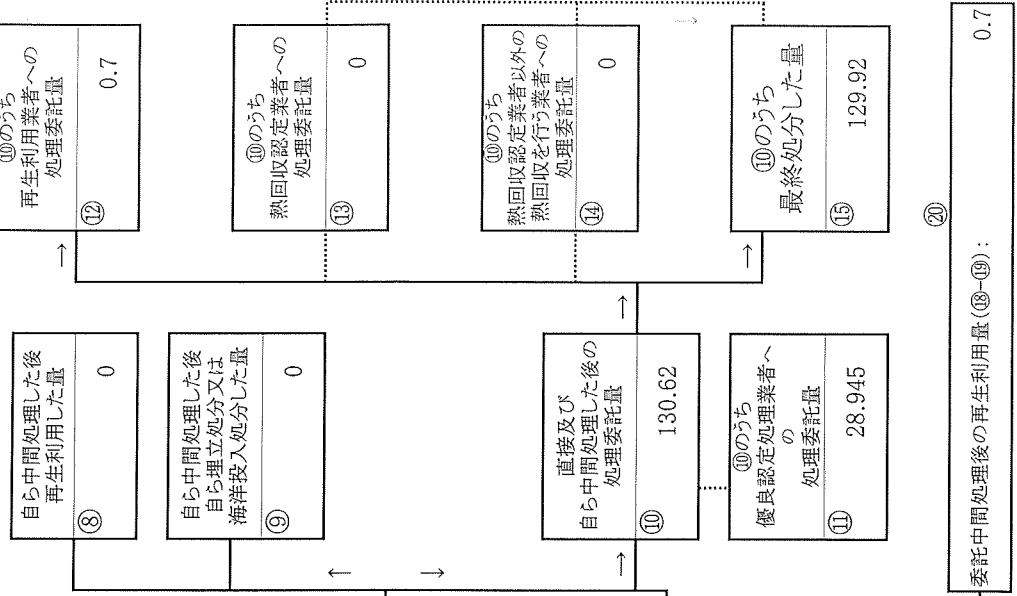 自ら中間処理した後
再生利用した量
⑧
0
自ら中間処理した後
自ら埋立処分又は
海洋投入処分した量
⑨
0
直接及び
自ら中間処理した後の
処理委託量
⑩
130.62
⑩のうち
優良認定処理業者へ
の
処理委託量
⑪
28.945
⑩のうち
再生利用業者への
処理委託量
⑫
0.7
⑩のうち
熱回収認定業者への
処理委託量
⑬
0
⑩のうち
熱回収認定業者以外の
熱回収を行う業者への
処理委託量
⑭
0
⑩のうち
最終処分した量
⑮
129.92
⑳
委託中間処理後の再生利用量(⑱-⑲):
0.7